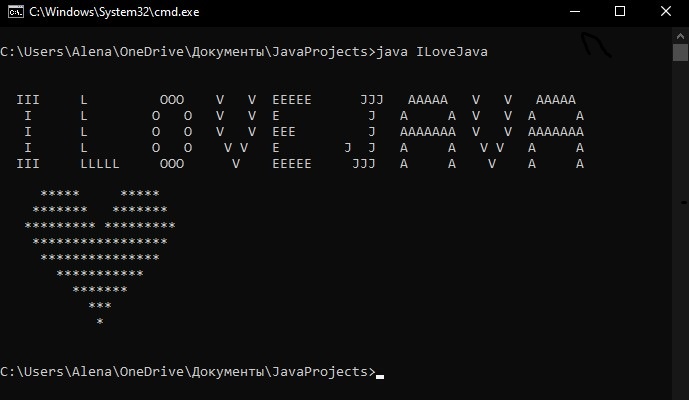 C:\Windows\System32\cmd.exe
C:\Users\Alena\OneDrive\Документы\JavaProjects>java ILoveJava
  III     L         OOO    V   V  EEEEE      JJJ   AAAAA   V   V   AAAAA
   I      L        O   O   V   V  E           J   A     A  V   V  A     A
   I      L        O   O   V   V  EEE         J   AAAAAAA  V   V  AAAAAAA
   I      L        O   O    V V   E        J  J   A     A   V V   A     A
  III     LLLLL     OOO      V    EEEEE     JJJ   A     A    V    A     A
     *****     *****
    *******   *******
   ********* *********
    *****************
     ***************
       ***********
         *******
           ***
            *
C:\Users\Alena\OneDrive\Документы\JavaProjects>